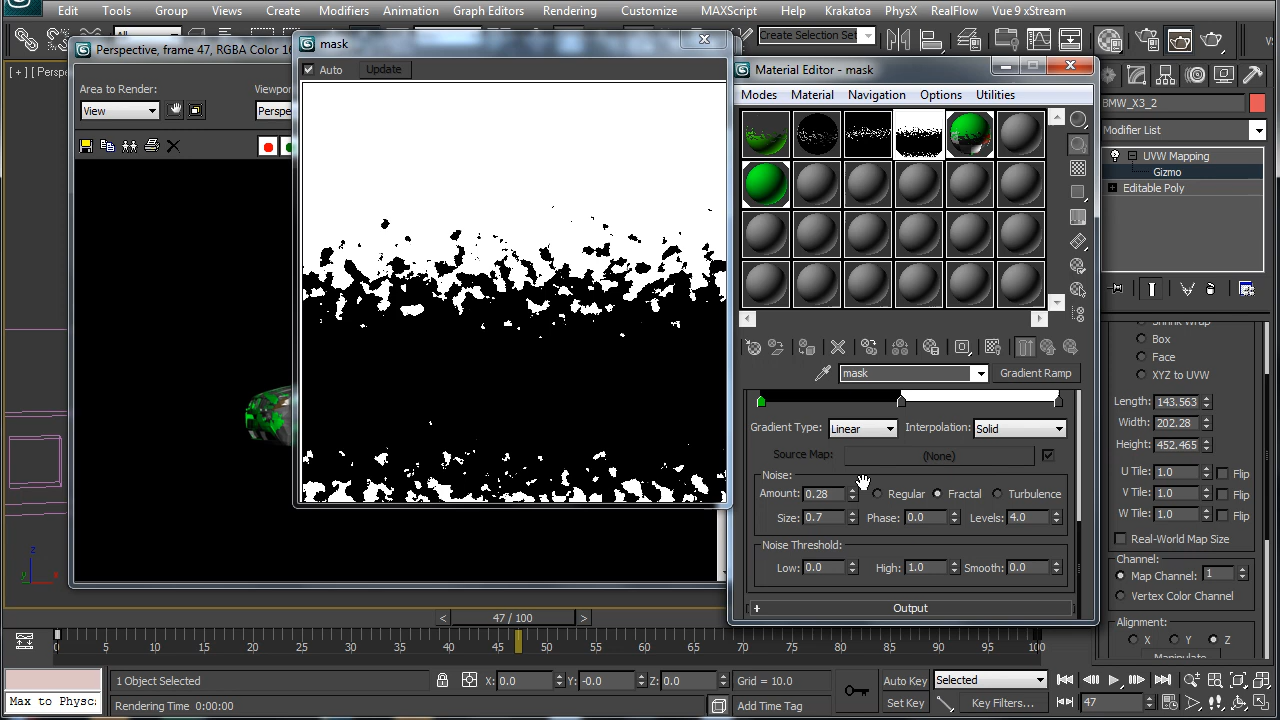 Edit Tools Group Views Create Modifiers Animation Graph Editors Rendering Customize MAXScript Help Krakatoa PhysX RealFlow Vue 9 xStream
All
Create Selection Set
Perspective, frame 47, RGBA Color 16
mask
Auto
Update
Area to Render:
View
Viewpor
Perspe
Material Editor - mask
Modes Material Navigation Options Utilities
mask
Gradient Ramp
Gradient Type: Linear
Interpolation: Solid
Source Map: (None)
Noise:
Amount: 0.28
Regular Fractal Turbulence
Size: 0.7
Phase: 0.0
Levels: 4.0
Noise Threshold:
Low: 0.0
High: 1.0
Smooth: 0.0
+ Output
BMW_X3_2
Modifier List
UVW Mapping
Gizmo
Editable Poly
Shrink Wrap
Box
Face
XYZ to UVW
Length: 143.563
Width: 202.28
Height: 452.465
U Tile: 1.0 Flip
V Tile: 1.0 Flip
W Tile: 1.0 Flip
Real-World Map Size
Channel:
Map Channel: 1
Vertex Color Channel
Alignment:
X Y Z
Manipulate
[ + ] [ Perspe
z
y x
< 47 / 100 >
0 5 10 15 20 25 30 35 40 45 50 55 60 65 70 75 80 85 90 95 100
1 Object Selected
X: 0.0 Y: -0.0 Z: 0.0
Grid = 10.0
Auto Key
Selected
Max to Physc
Rendering Time 0:00:00
Add Time Tag
Set Key
Key Filters...
47